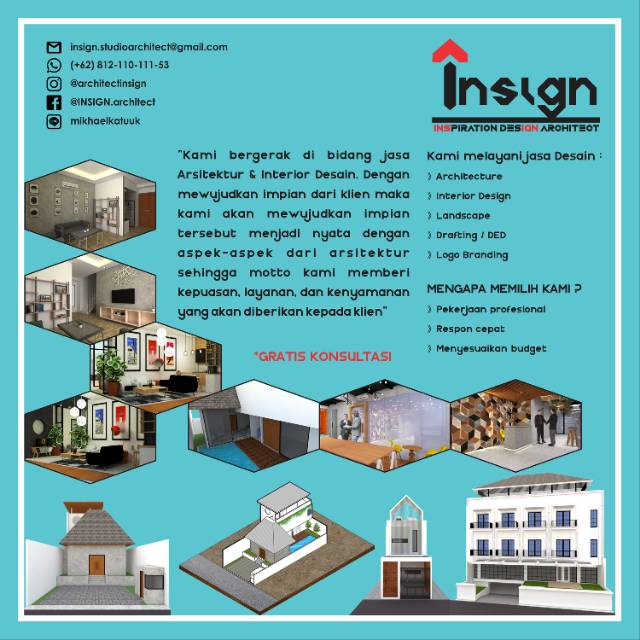 insign.studioarchitect@gmail.com
(+62) 812-110-111-53
@architectinsign
@INSIGN.architect
mikhaelkatuuk
Insign
INSPIRATION DESIGN ARCHITECT
"Kami bergerak di bidang jasa
Arsitektur & Interior Desain. Dengan
mewujudkan impian dari klien maka
kami akan mewujudkan impian
tersebut menjadi nyata dengan
aspek-aspek dari arsitektur
sehingga motto kami memberi
kepuasan, layanan, dan kenyamanan
yang akan diberikan kepada klien"
*GRATIS KONSULTASI
Kami melayani jasa Desain :
》 Architecture
》 Interior Design
》 Landscape
》 Drafting / DED
》 Logo Branding
MENGAPA MEMILIH KAMI ?
》 Pekerjaan profesional
》 Respon cepat
》 Menyesuaikan budget